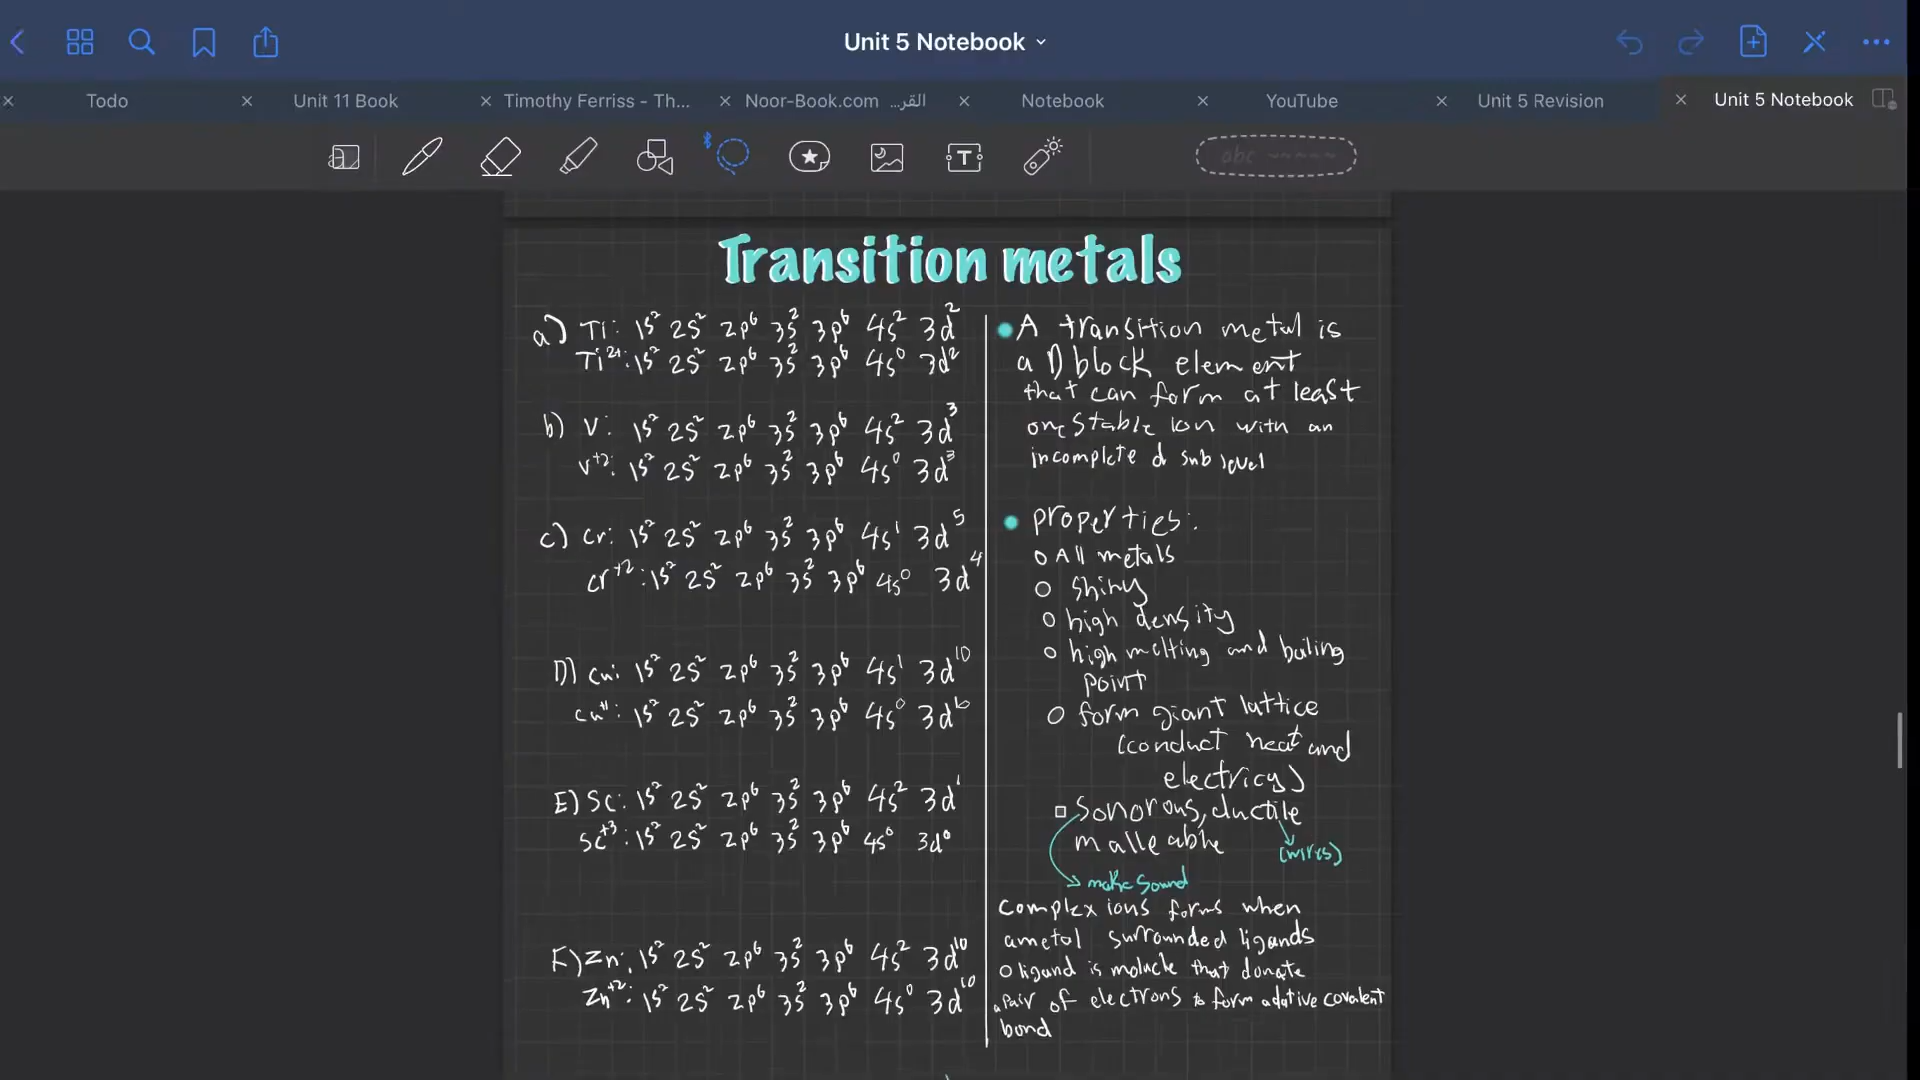 Unit 5 Notebook
Todo
Unit 11 Book
Timothy Ferriss - Th...
Noor-Book.com القر...
Notebook
YouTube
Unit 5 Revision
Unit 5 Notebook
abc
Transition metals
a) Ti: 1s² 2s² 2p⁶ 3s² 3p⁶ 4s² 3d²
Ti²⁺: 1s² 2s² 2p⁶ 3s² 3p⁶ 4s⁰ 3d²
b) V: 1s² 2s² 2p⁶ 3s² 3p⁶ 4s² 3d³
V⁺²: 1s² 2s² 2p⁶ 3s² 3p⁶ 4s⁰ 3d³
c) Cr: 1s² 2s² 2p⁶ 3s² 3p⁶ 4s¹ 3d⁵
cr⁺²: 1s² 2s² 2p⁶ 3s² 3p⁶ 4s⁰ 3d⁴
D) Cu: 1s² 2s² 2p⁶ 3s² 3p⁶ 4s¹ 3d¹⁰
Cu⁺¹: 1s² 2s² 2p⁶ 3s² 3p⁶ 4s⁰ 3d¹⁰
E) Sc: 1s² 2s² 2p⁶ 3s² 3p⁶ 4s² 3d¹
Sc⁺³: 1s² 2s² 2p⁶ 3s² 3p⁶ 4s⁰ 3d⁰
F) Zn: 1s² 2s² 2p⁶ 3s² 3p⁶ 4s² 3d¹⁰
Zn⁺²: 1s² 2s² 2p⁶ 3s² 3p⁶ 4s⁰ 3d¹⁰
A transition metal is
a D block element
that can form at least
one stable ion with an
incomplete d sub level
properties:
All metals
Shiny
high density
high melting and boiling
point
form giant lattice
(conduct heat and
electricy)
Sonorous, ductile
malleable
(wires)
make sound
Complex ions forms when
a metal surrounded ligands
ligand is molucle that donate
a Pair of electrons to form a dative covalent
bond